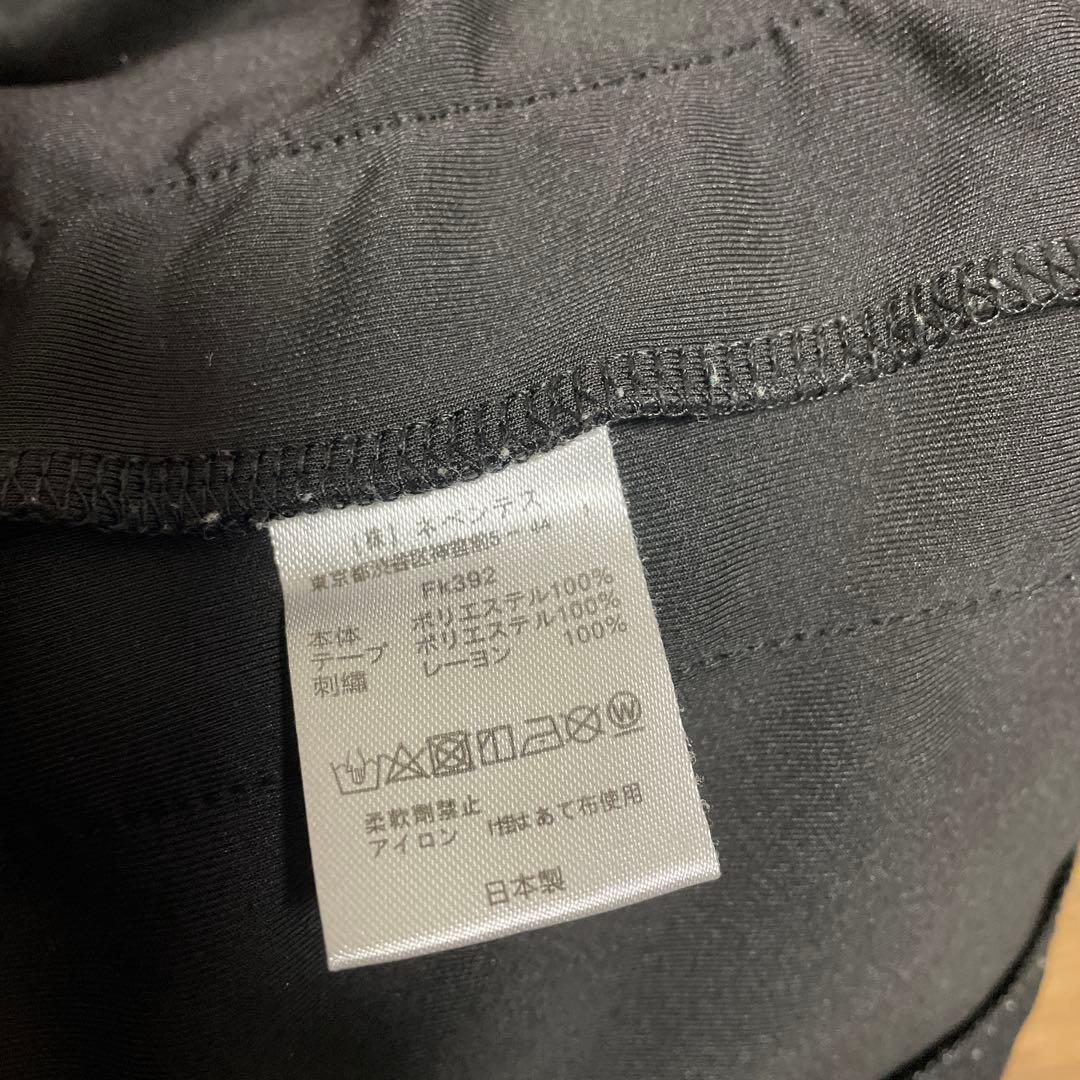 (株)ネペンテス
東京都渋谷区神宮前5-
FK392
本体 ポリエステル100%
テープ ポリエステル100%
刺繍 レーヨン 100%
W
柔軟剤禁止
アイロン はあて布使用
日本製